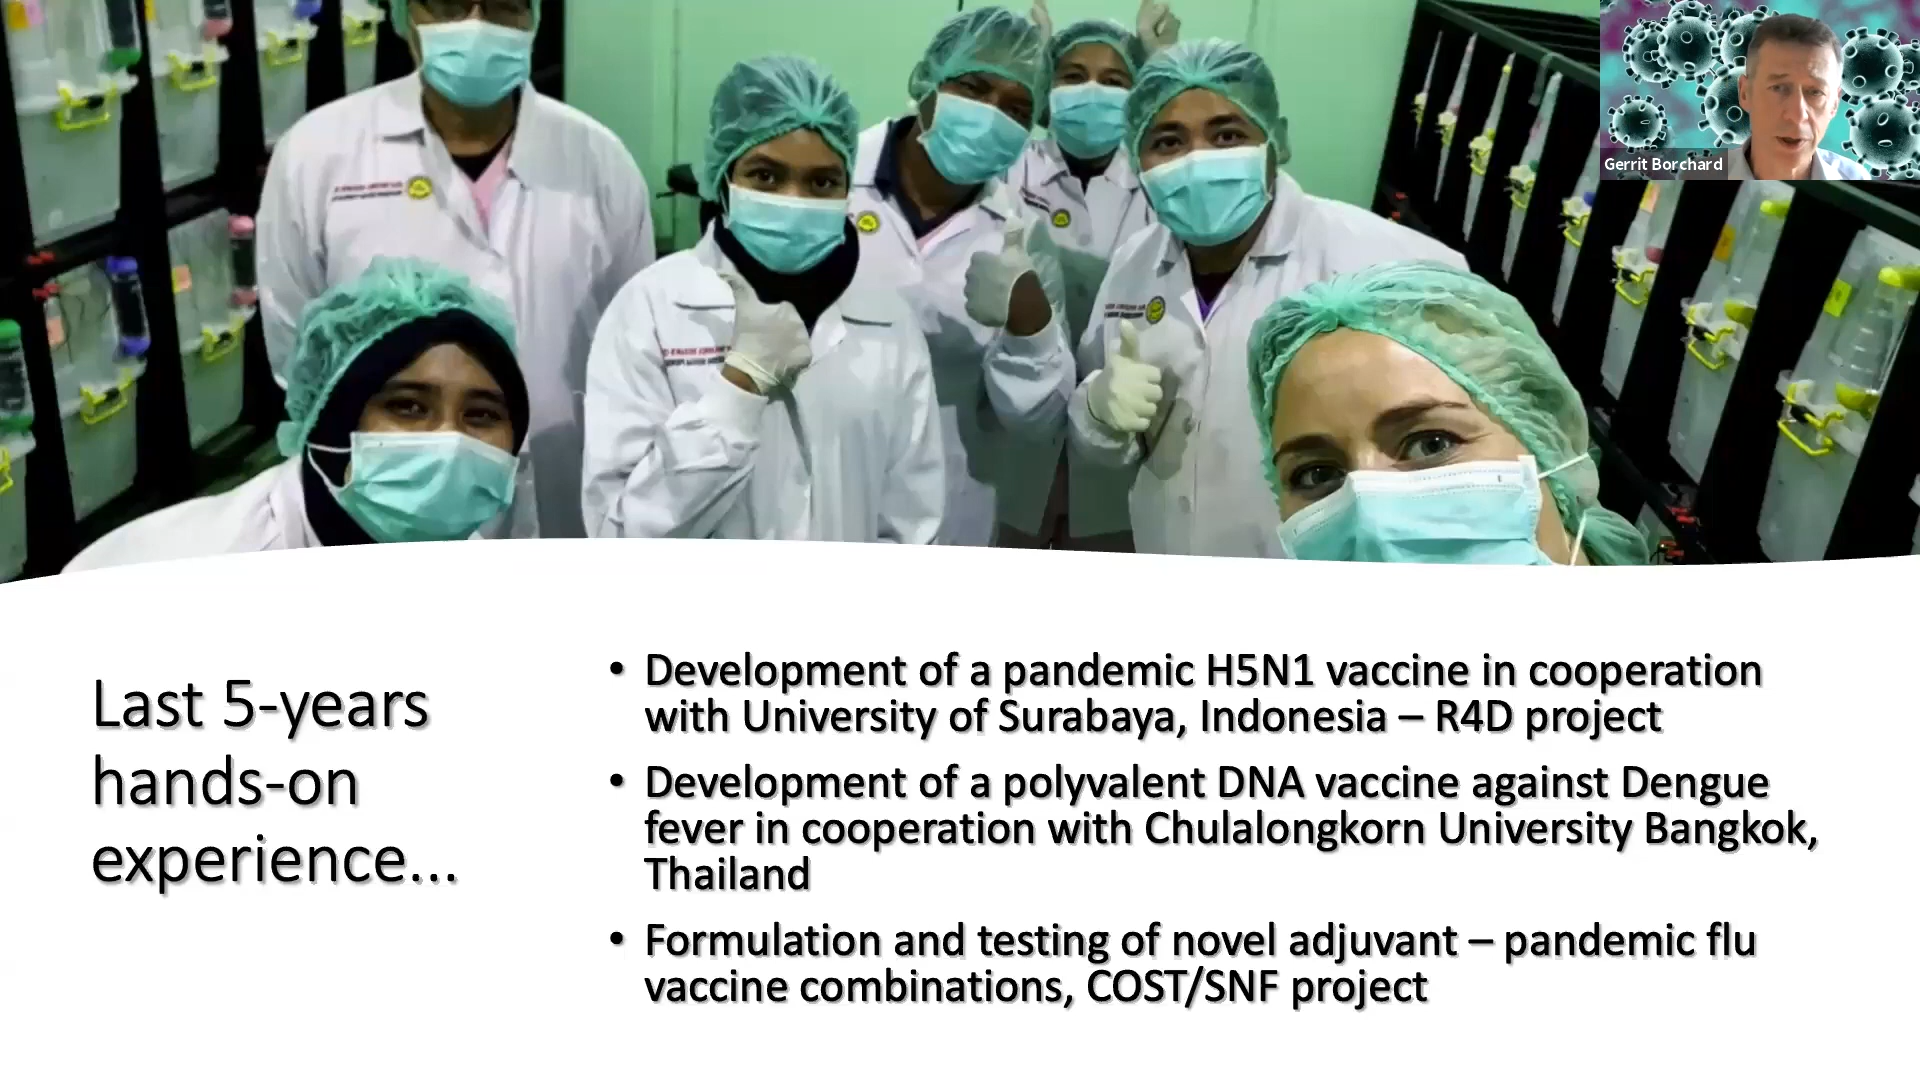 Gerrit Borchard
Last 5-years
hands-on
experience...
• Development of a pandemic H5N1 vaccine in cooperation
with University of Surabaya, Indonesia – R4D project
• Development of a polyvalent DNA vaccine against Dengue
fever in cooperation with Chulalongkorn University Bangkok,
Thailand
• Formulation and testing of novel adjuvant – pandemic flu
vaccine combinations, COST/SNF project